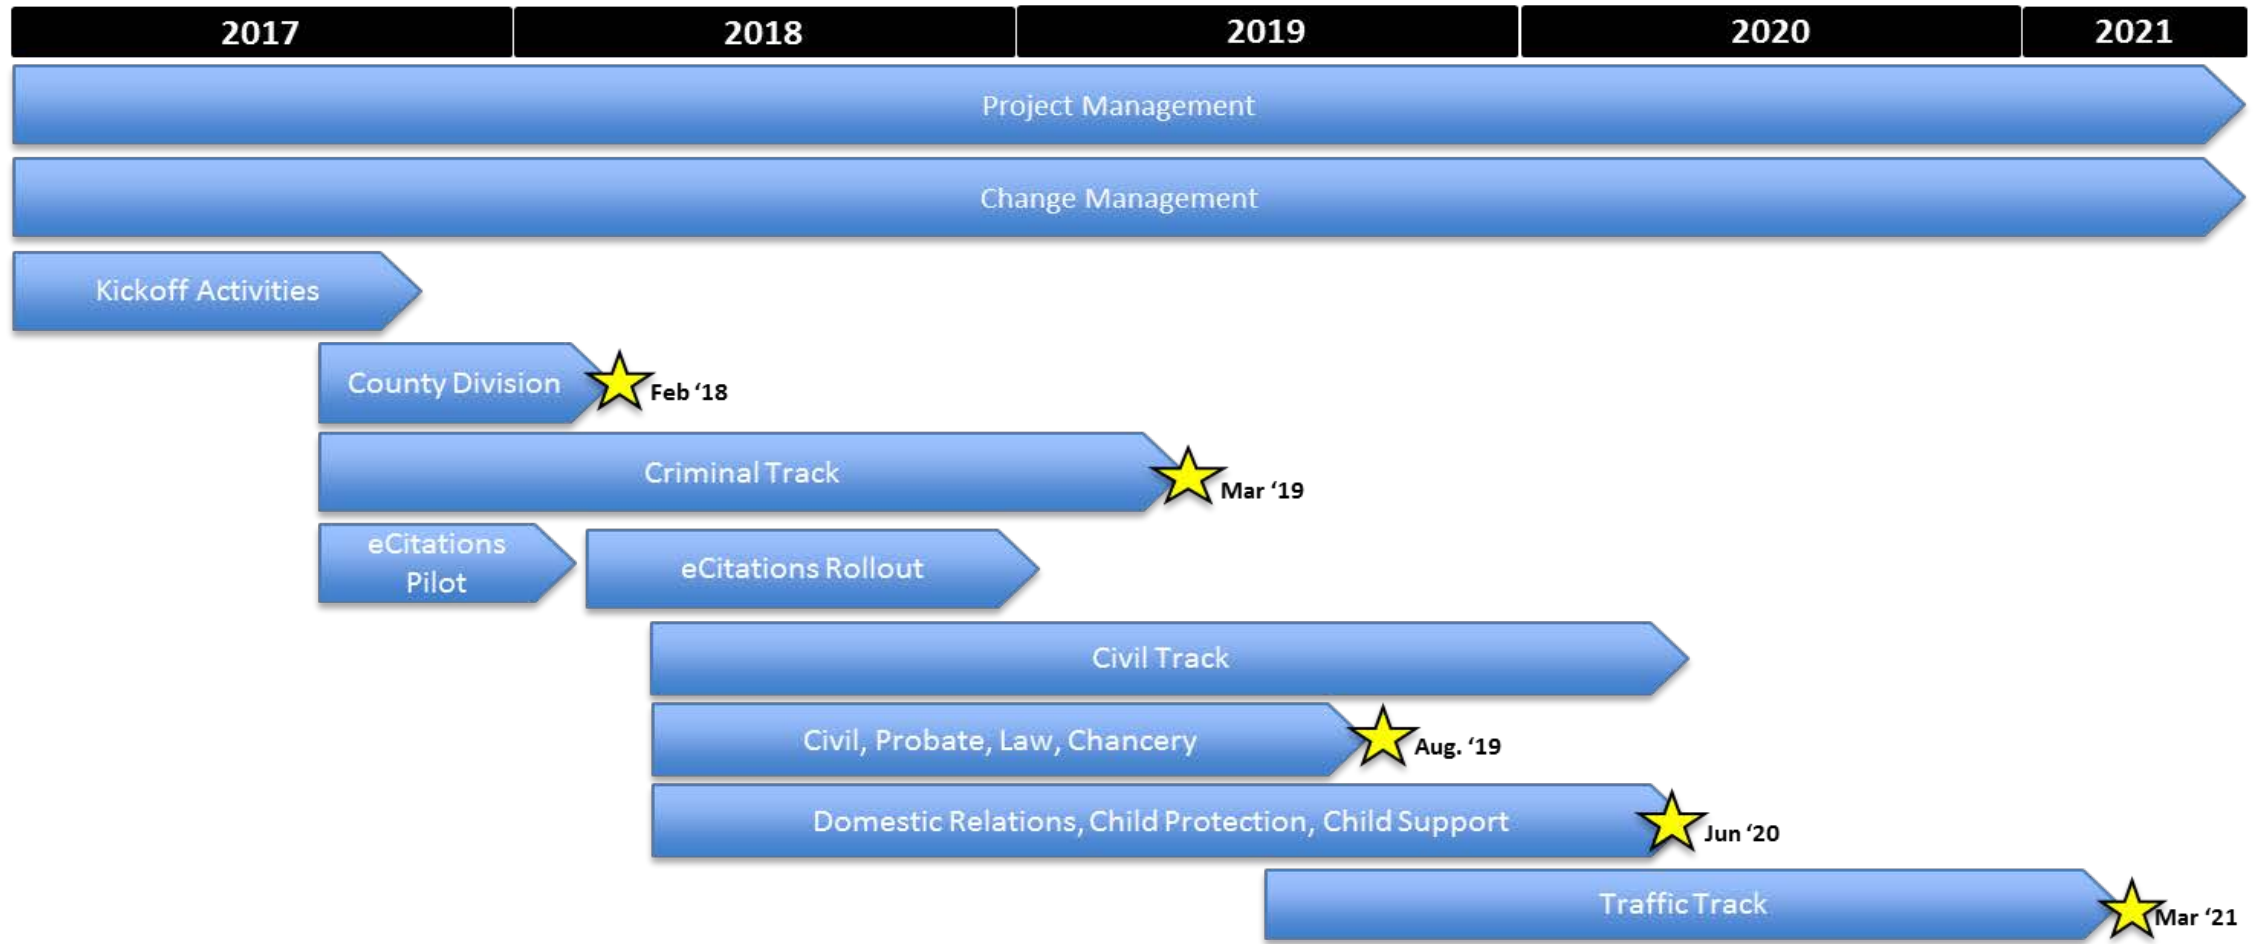 2017 2018 2019 2020 2021
Project Management
Change Management
Kickoff Activities
County Division
Feb ‘18
Criminal Track
Mar ‘19
eCitations
Pilot
eCitations Rollout
Civil Track
Civil, Probate, Law, Chancery
Aug. ‘19
Domestic Relations, Child Protection, Child Support
Jun ‘20
Traffic Track
Mar ‘21